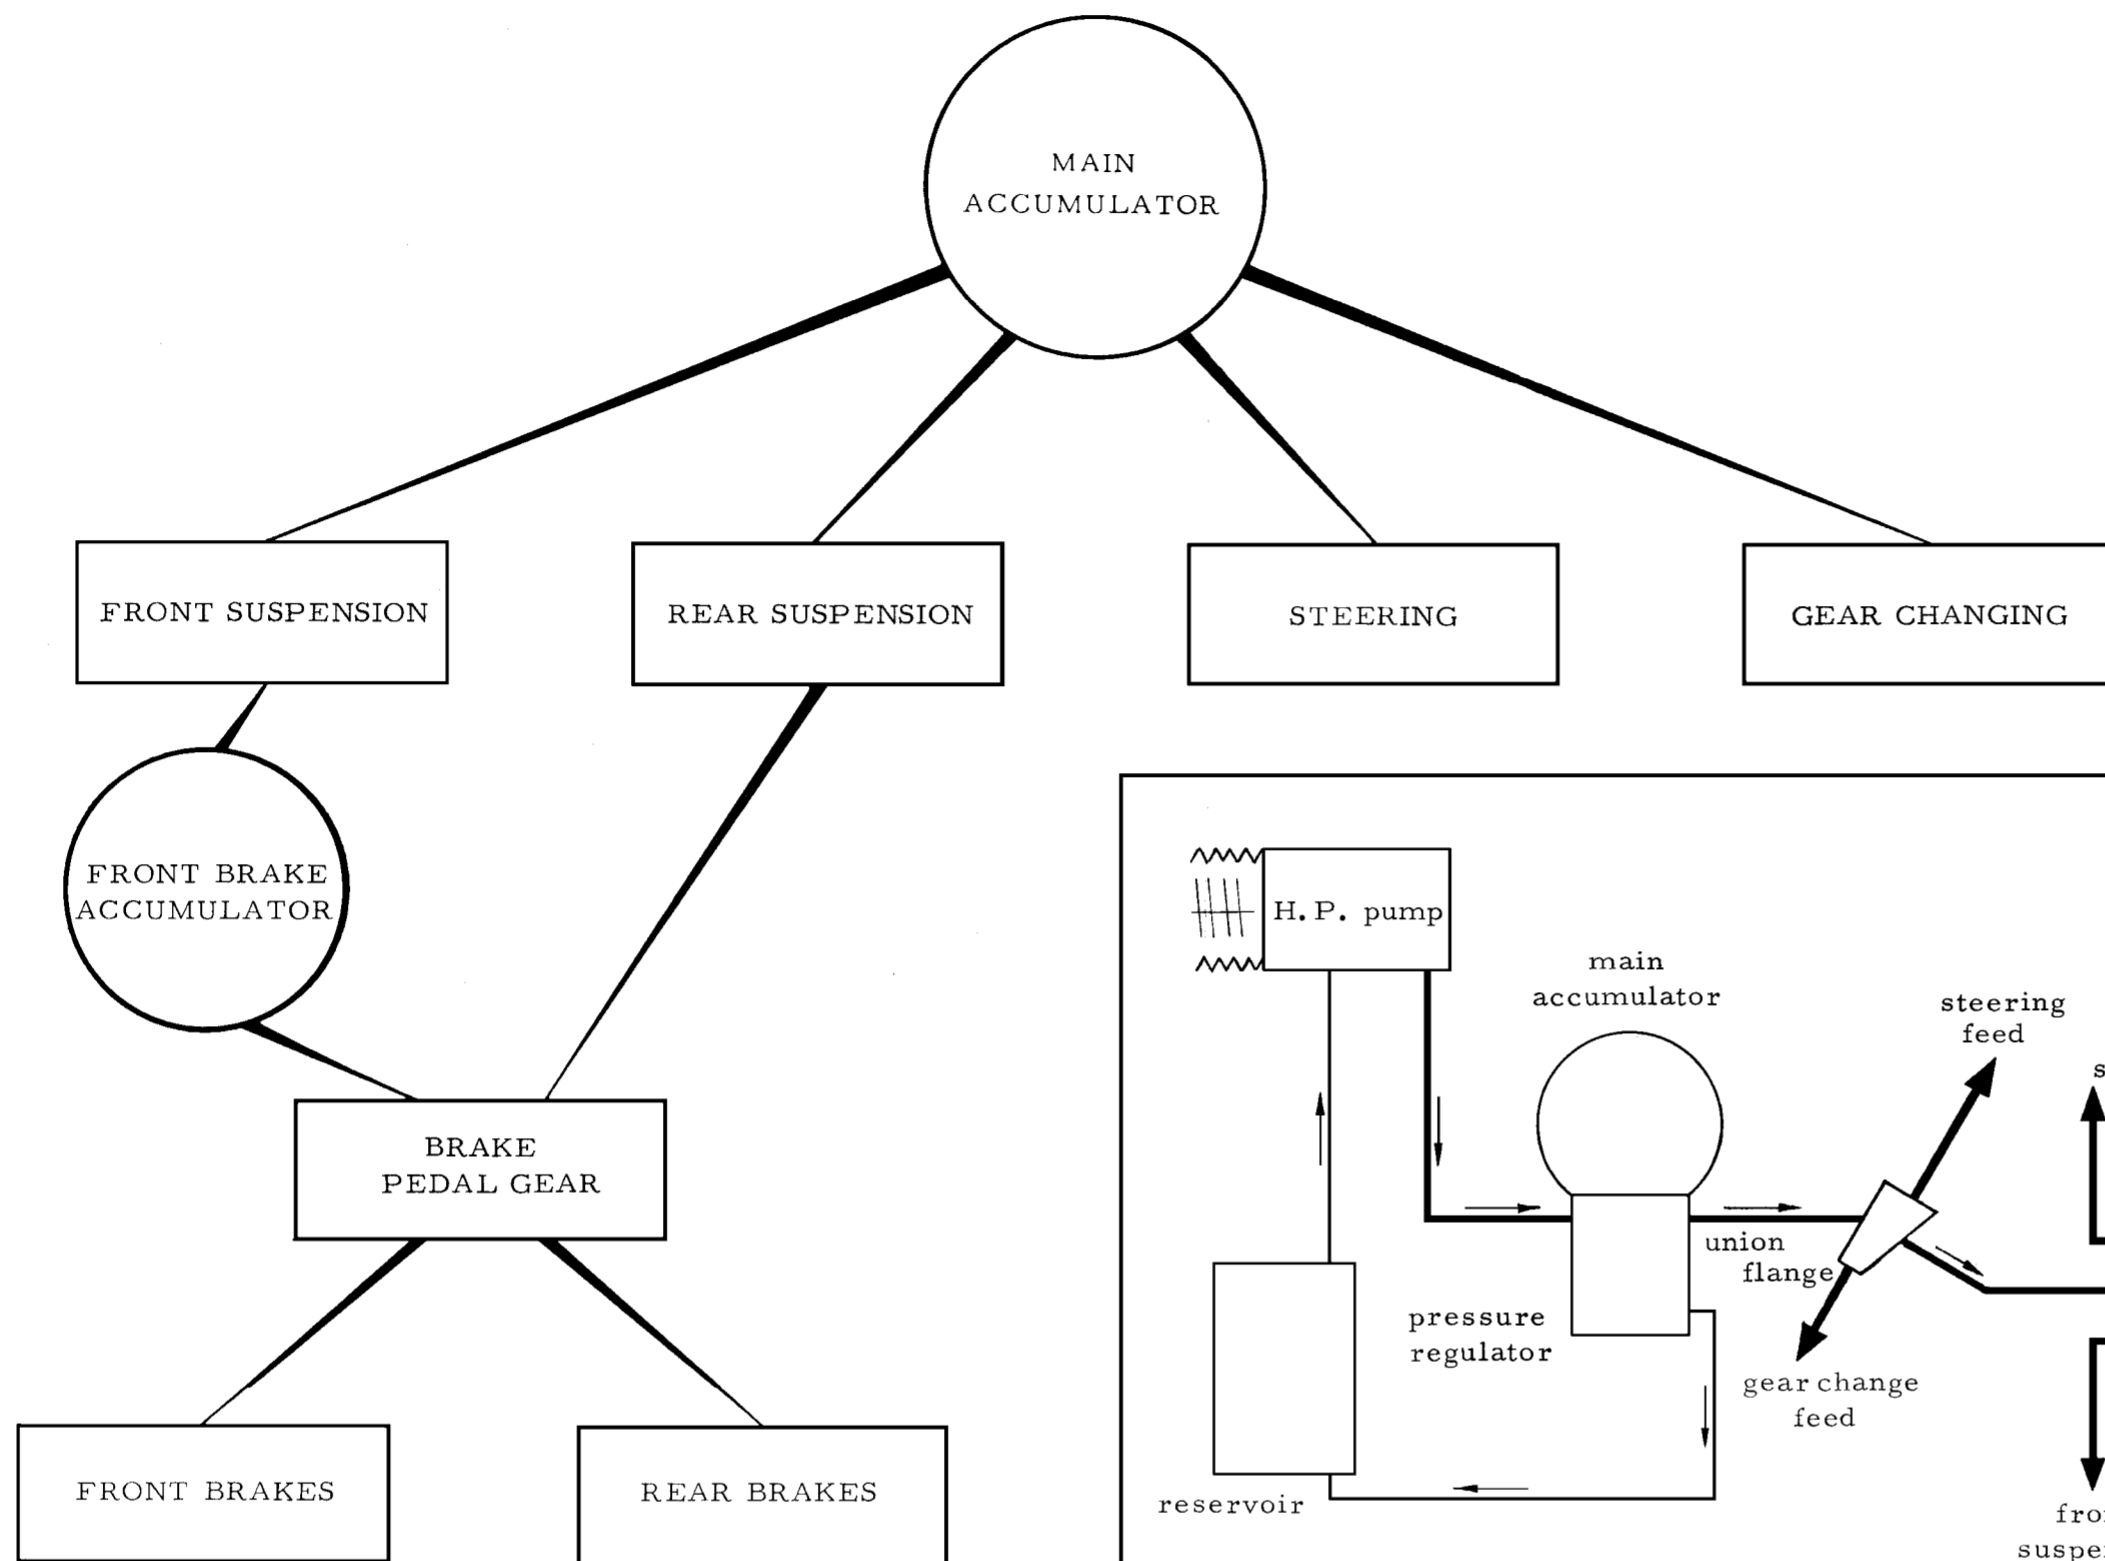 MAIN
ACCUMULATOR
FRONT SUSPENSION
REAR SUSPENSION
STEERING
GEAR CHANGING
FRONT BRAKE
ACCUMULATOR
BRAKE
PEDAL GEAR
FRONT BRAKES
REAR BRAKES
H. P. pump
main
accumulator
steering
feed
union
flange
pressure
regulator
gear change
feed
reservoir